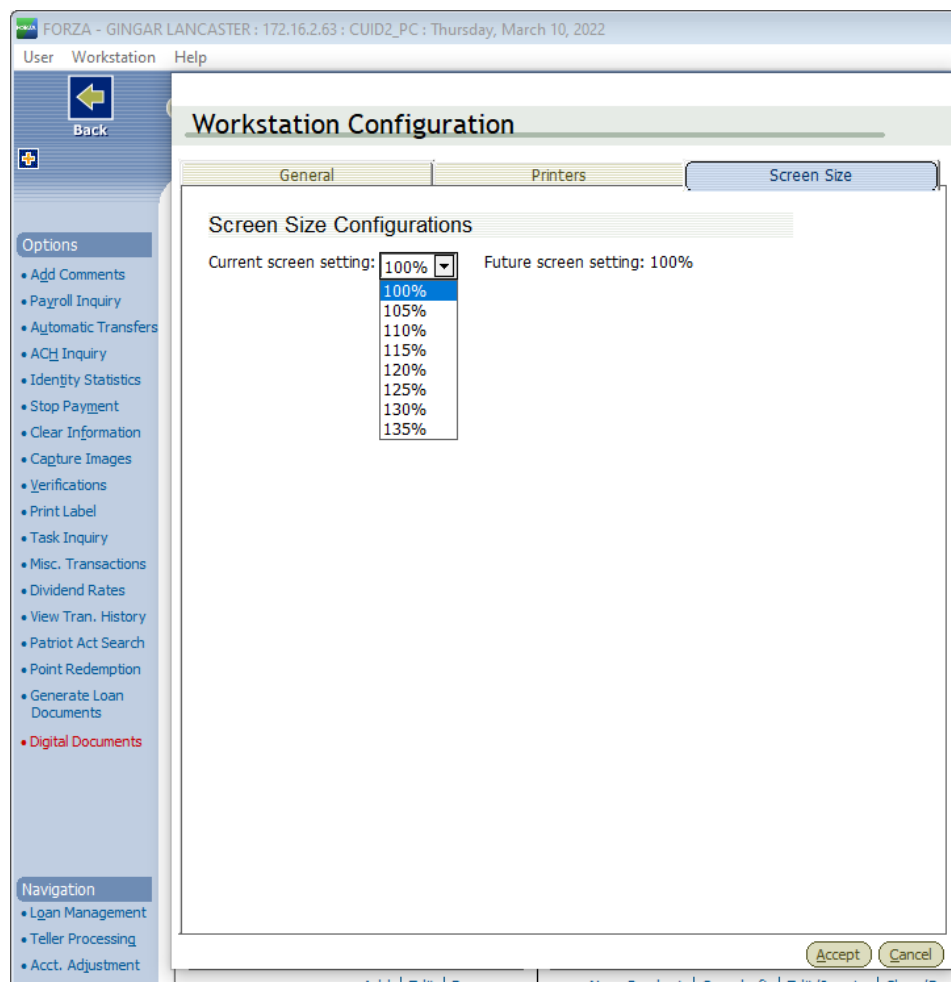 FORZA - GINGAR LANCASTER : 172.16.2.63 : CUID2_PC : Thursday, March 10, 2022
User Workstation Help
Back
Workstation Configuration
General Printers Screen Size
Screen Size Configurations
Current screen setting: 100% Future screen setting: 100%
100%
105%
110%
115%
120%
125%
130%
135%
Options
Add Comments
Payroll Inquiry
Automatic Transfers
ACH Inquiry
Identity Statistics
Stop Payment
Clear Information
Capture Images
Verifications
Print Label
Task Inquiry
Misc. Transactions
Dividend Rates
View Tran. History
Patriot Act Search
Point Redemption
Generate Loan
Documents
Digital Documents
Navigation
Loan Management
Teller Processing
Acct. Adjustment
Accept Cancel